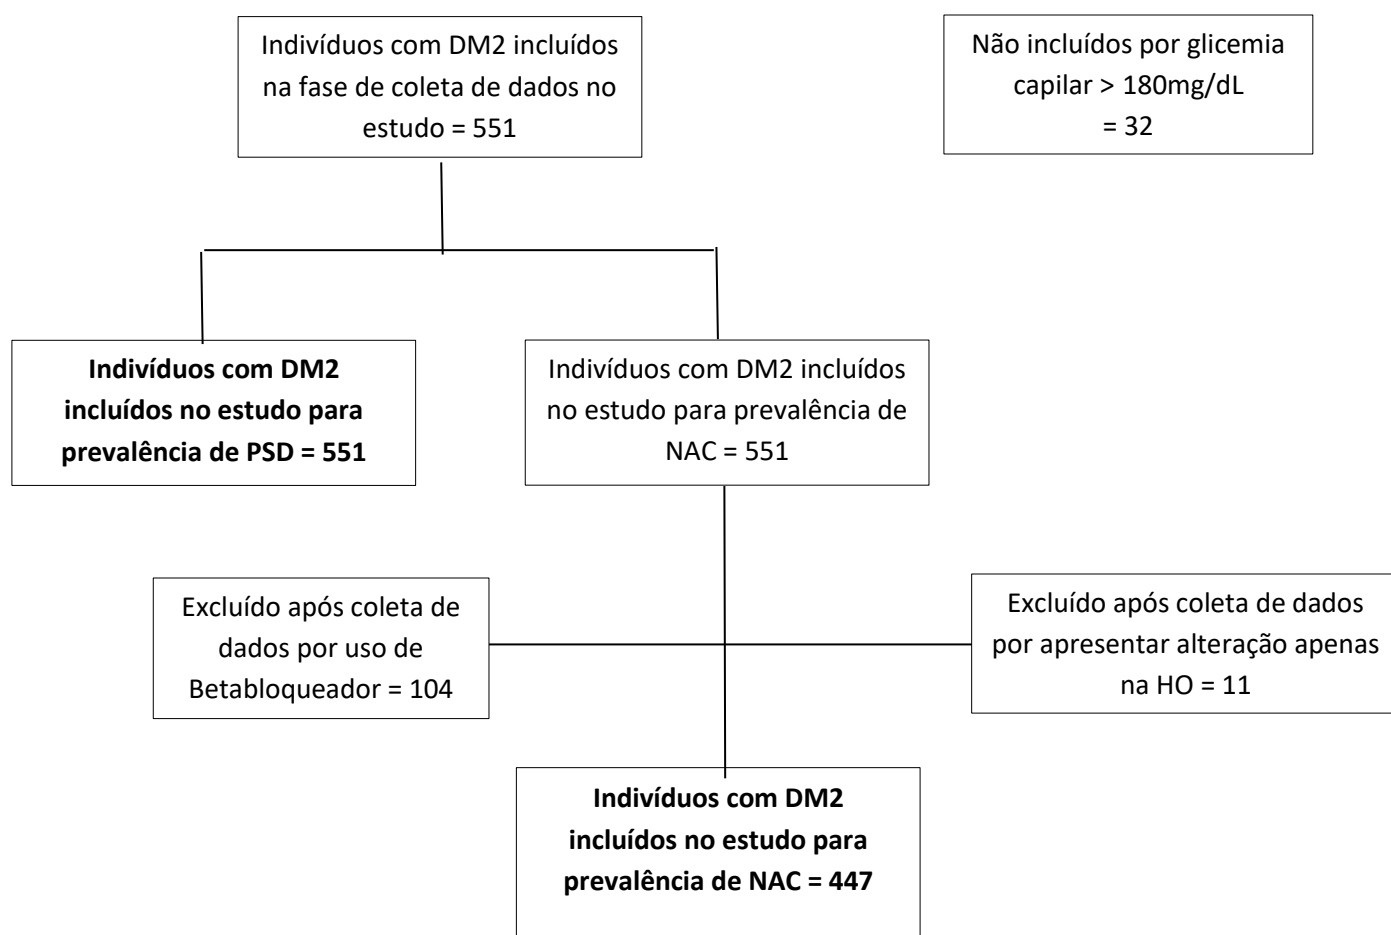 Indivíduos com DM2 incluídos
na fase de coleta de dados no
estudo = 551
Não incluídos por glicemia
capilar > 180mg/dL
= 32
Indivíduos com DM2
incluídos no estudo para
prevalência de PSD = 551
Indivíduos com DM2 incluídos
no estudo para prevalência de
NAC = 551
Excluído após coleta de
dados por uso de
Betabloqueador = 104
Excluído após coleta de dados
por apresentar alteração apenas
na HO = 11
Indivíduos com DM2
incluídos no estudo para
prevalência de NAC = 447